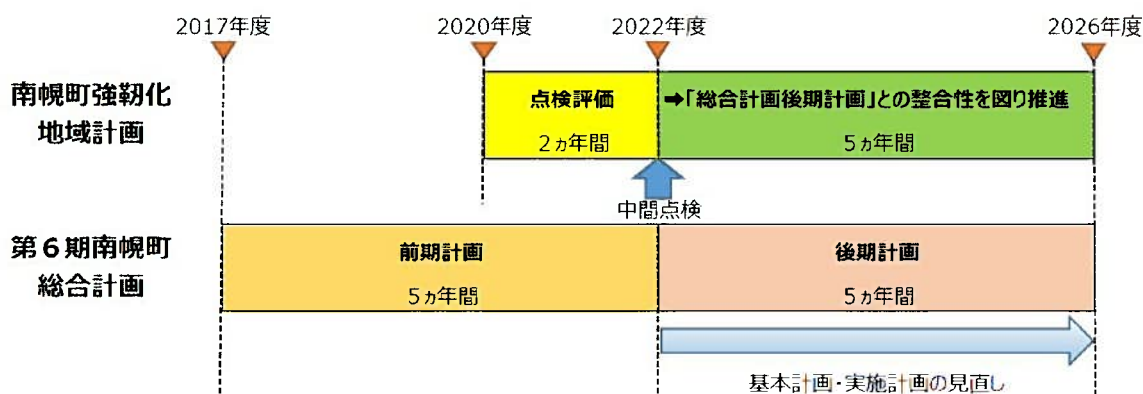 2017年度
2020年度
2022年度
2026年度
南幌町強靭化
地域計画
点検評価
2ヵ年間
➡「総合計画後期計画」との整合性を図り推進
5ヵ年間
中間点検
第6期南幌町
総合計画
前期計画
5ヵ年間
後期計画
5ヵ年間
基本計画・実施計画の見直し